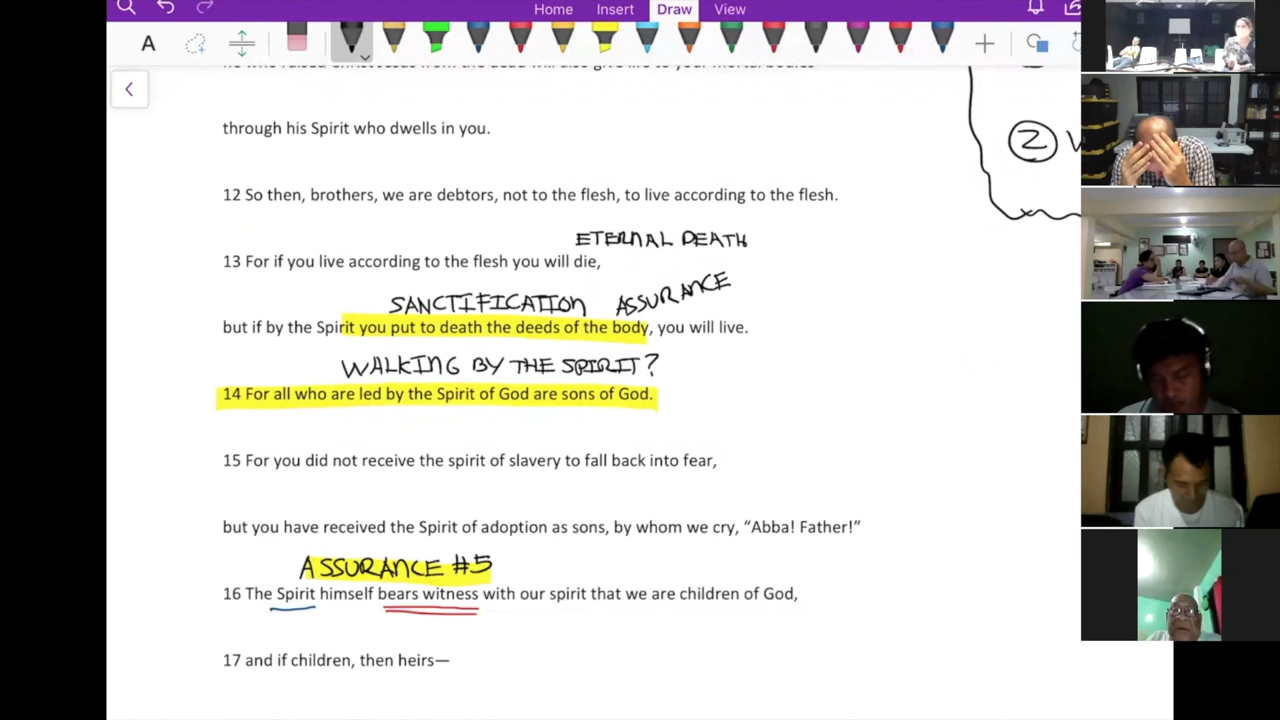 Home Insert Draw View
A
through his Spirit who dwells in you.
② 
12 So then, brothers, we are debtors, not to the flesh, to live according to the flesh.
ETERNAL DEATH
13 For if you live according to the flesh you will die,
SANCTIFICATION ASSURANCE
but if by the Spirit you put to death the deeds of the body, you will live.
WALKING BY THE SPIRIT?
14 For all who are led by the Spirit of God are sons of God.
15 For you did not receive the spirit of slavery to fall back into fear,
but you have received the Spirit of adoption as sons, by whom we cry, “Abba! Father!”
ASSURANCE #5
16 The Spirit himself bears witness with our spirit that we are children of God,
17 and if children, then heirs—